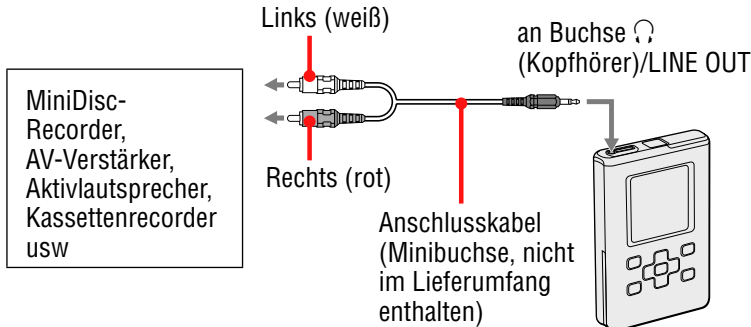 Links (weiß)
an Buchse
(Kopfhörer)/LINE OUT
MiniDisc-
Recorder,
AV-Verstärker,
Aktivlautsprecher,
Kassettenrecorder
usw
Rechts (rot)
Anschlusskabel
(Minibuchse, nicht
im Lieferumfang
enthalten)